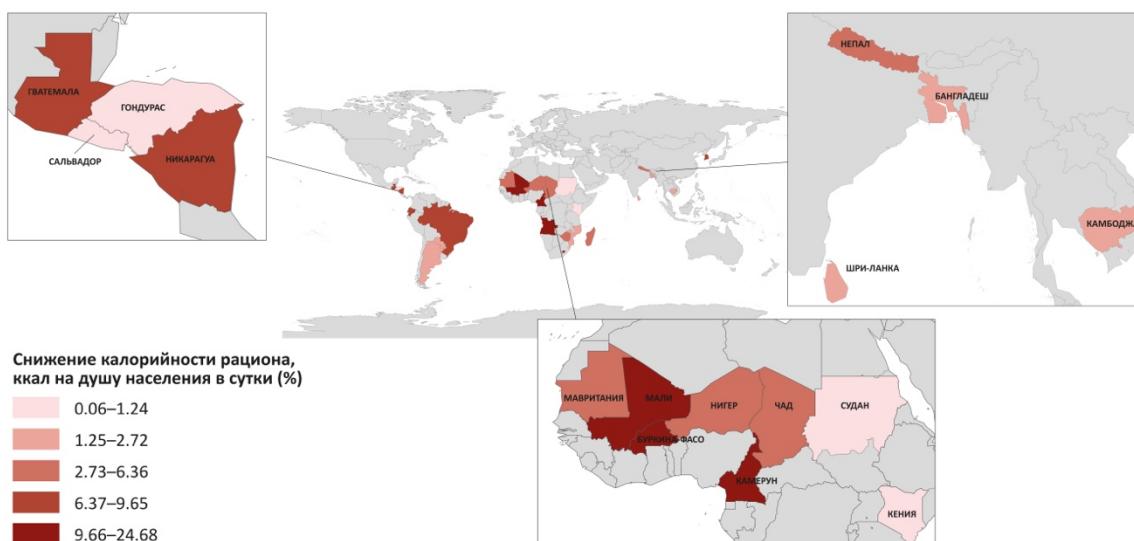 ГВАТЕМАЛА
ГОНДУРАС
САЛЬВАДОР
НИКАРАГУА
НЕПАЛ
БАНГЛАДЕШ
КАМБОДЖА
ШРИ-ЛАНКА
Снижение калорийности рациона,
ккал на душу населения в сутки (%)
0.06–1.24
1.25–2.72
2.73–6.36
6.37–9.65
9.66–24.68
МАВРИТАНИЯ
МАЛИ
НИГЕР
ЧАД
СУДАН
БУРКИНА-ФАСО
КАМЕРУН
КЕНИЯ